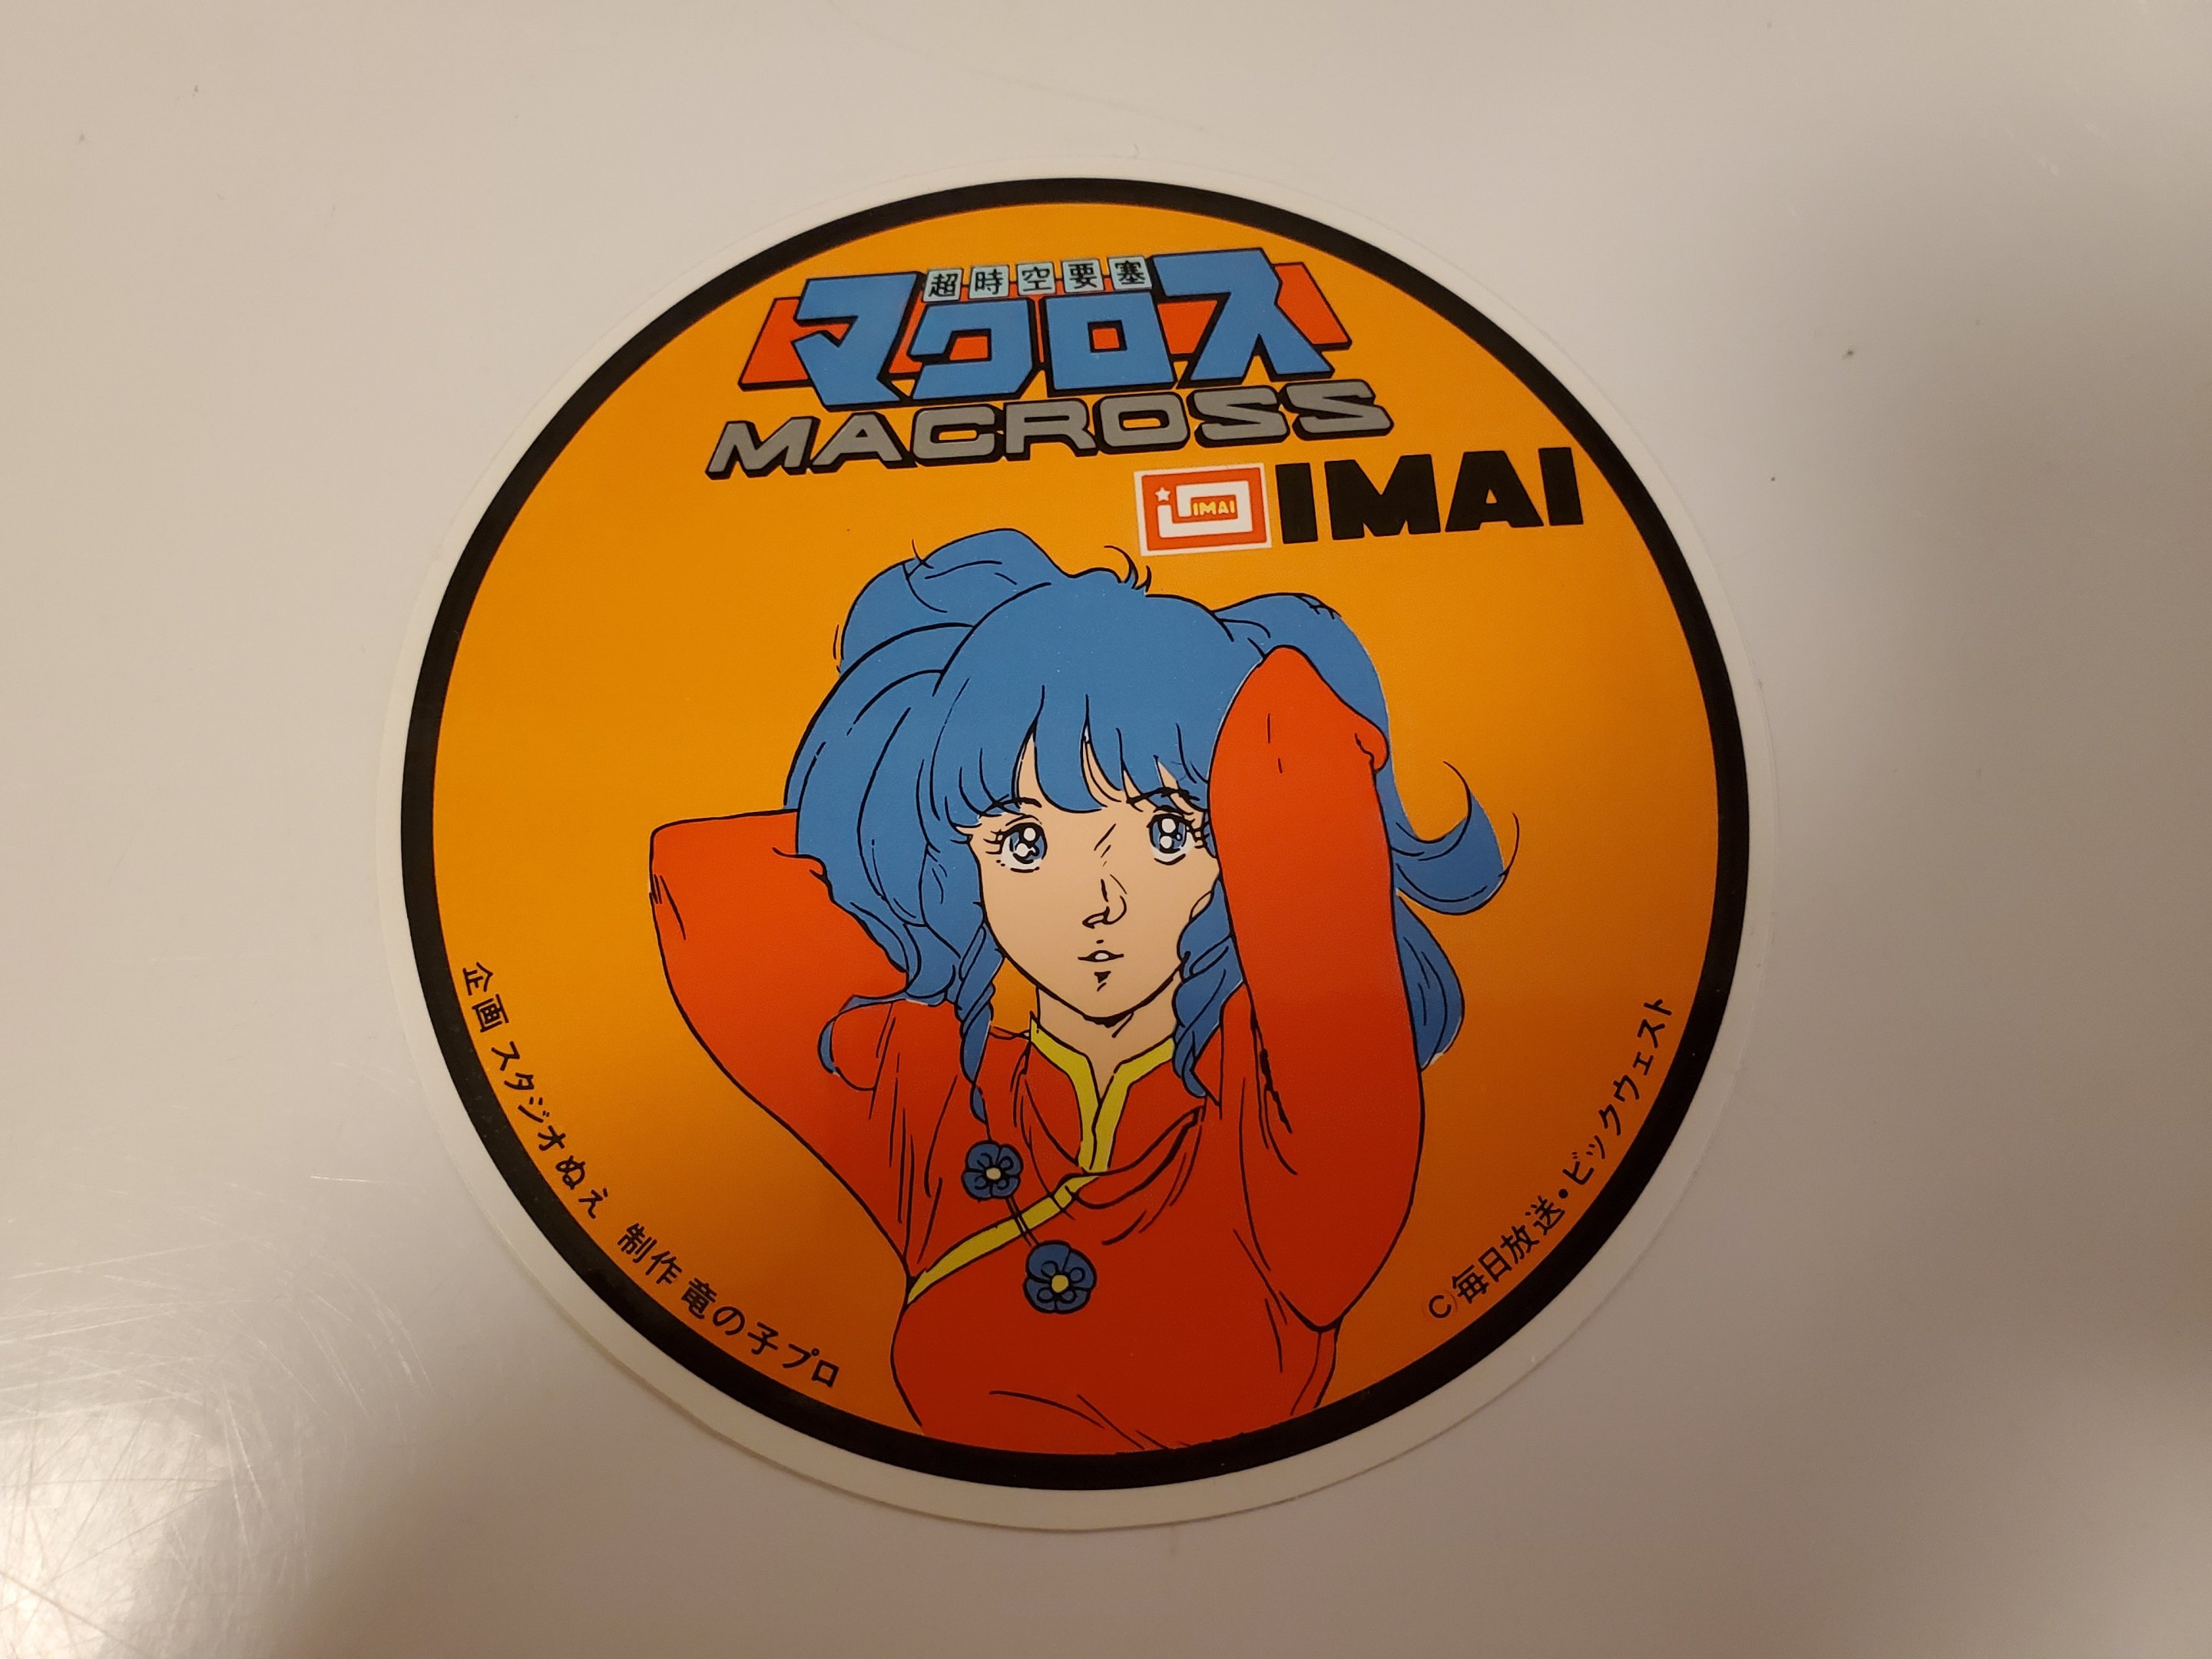 超時空要塞
マクロス
MACROSS
IMAI IMAI
企画 スタジオぬえ 制作 竜の子プロ
©毎日放送・ビックウェスト